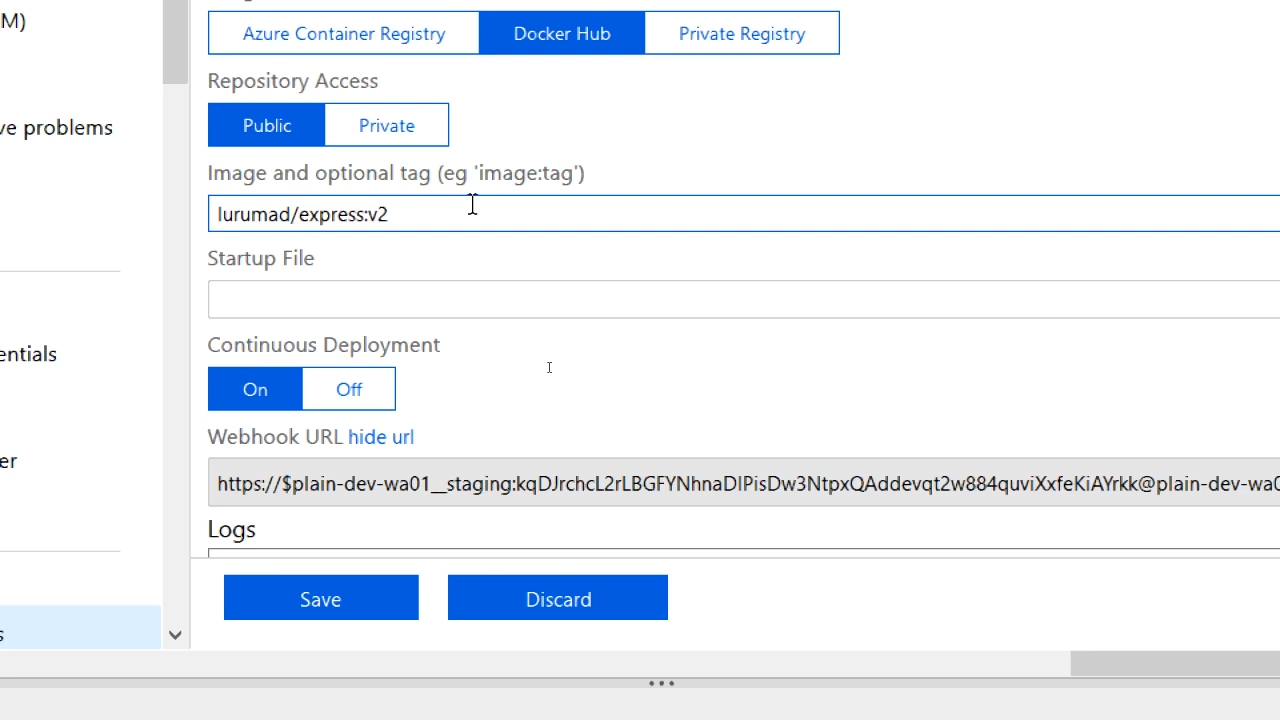 M)
Azure Container Registry Docker Hub Private Registry
Repository Access
ve problems
Public Private
Image and optional tag (eg 'image:tag')
lurumad/express:v2
Startup File
Continuous Deployment
entials
On Off
Webhook URL hide url
er
https://$plain-dev-wa01__staging:kqDJrchcL2rLBGFYNhnaDIPisDw3NtpxQAddevqt2w884quviXxfeKiAYrkk@plain-dev-wa0
Logs
Save Discard
s